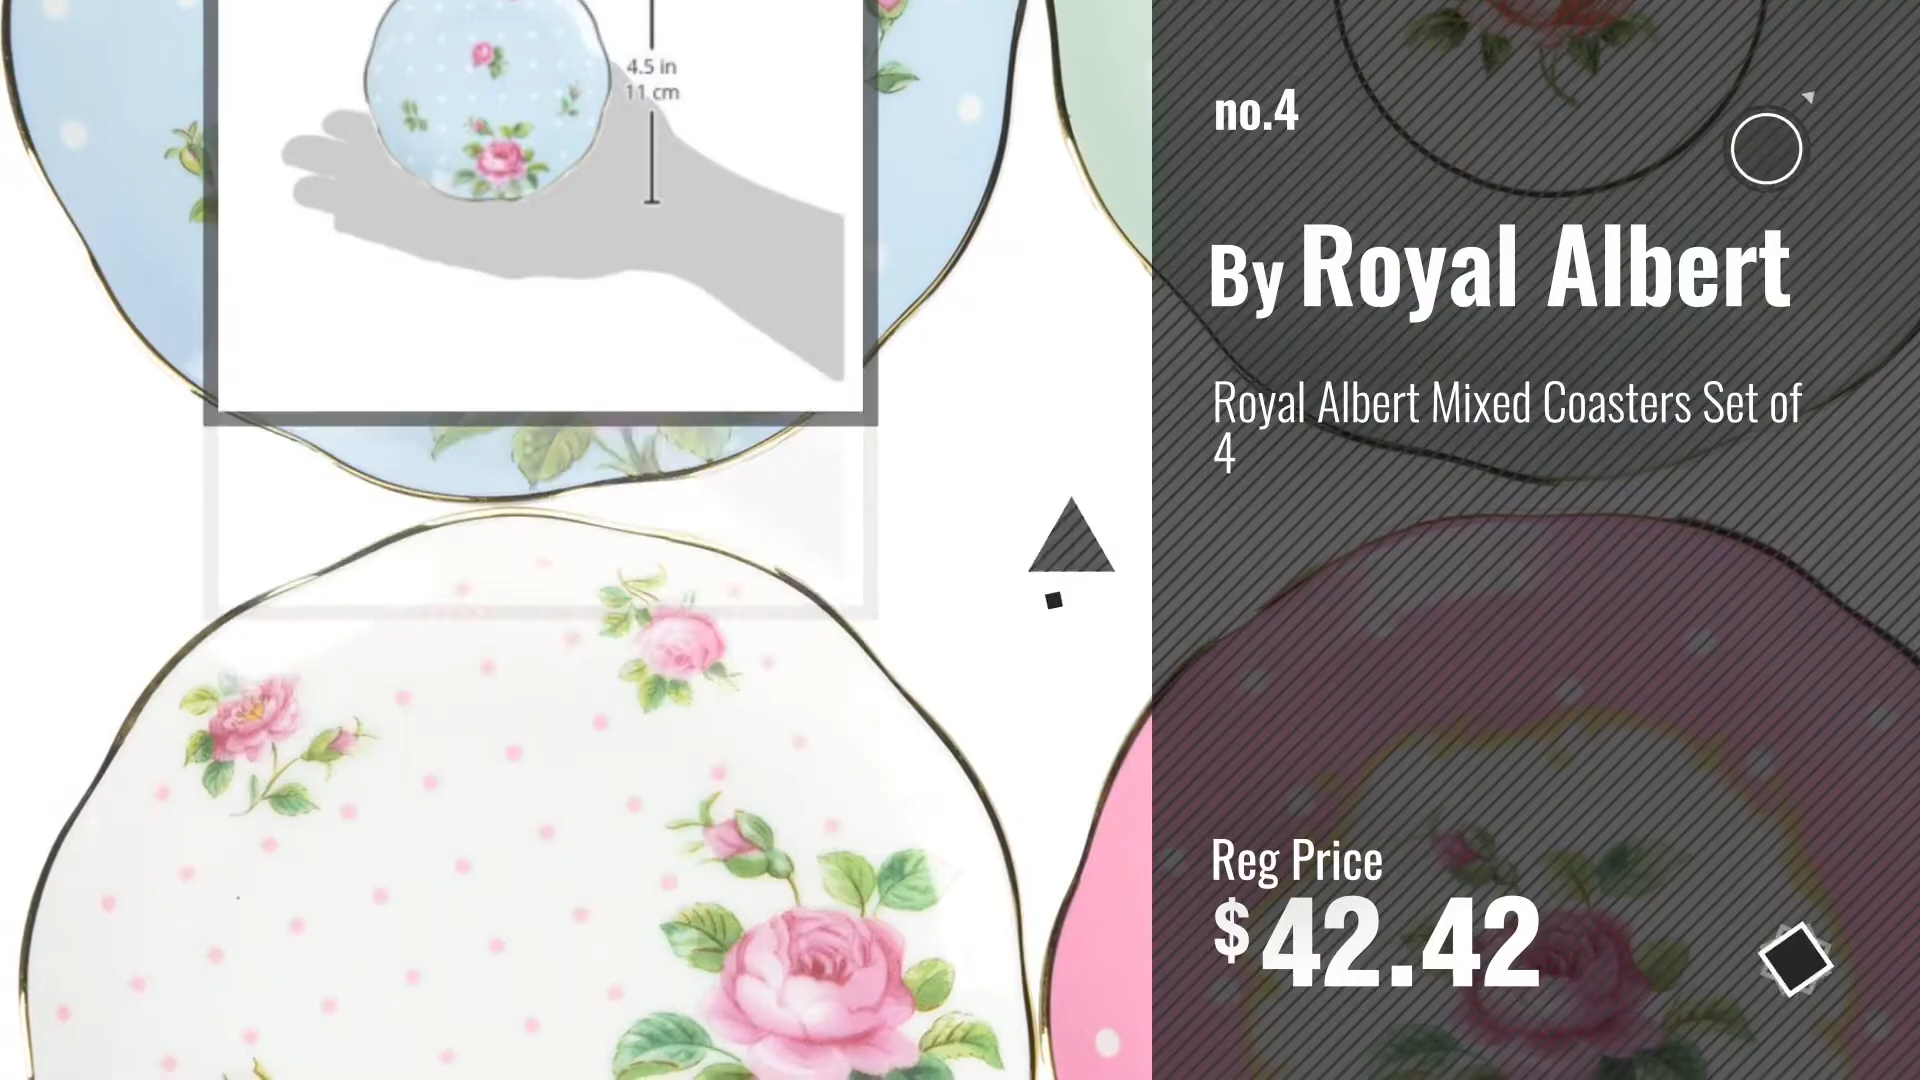 4.5 in
11 cm
no.4
By Royal Albert
Royal Albert Mixed Coasters Set of
4
Reg Price
$42.42